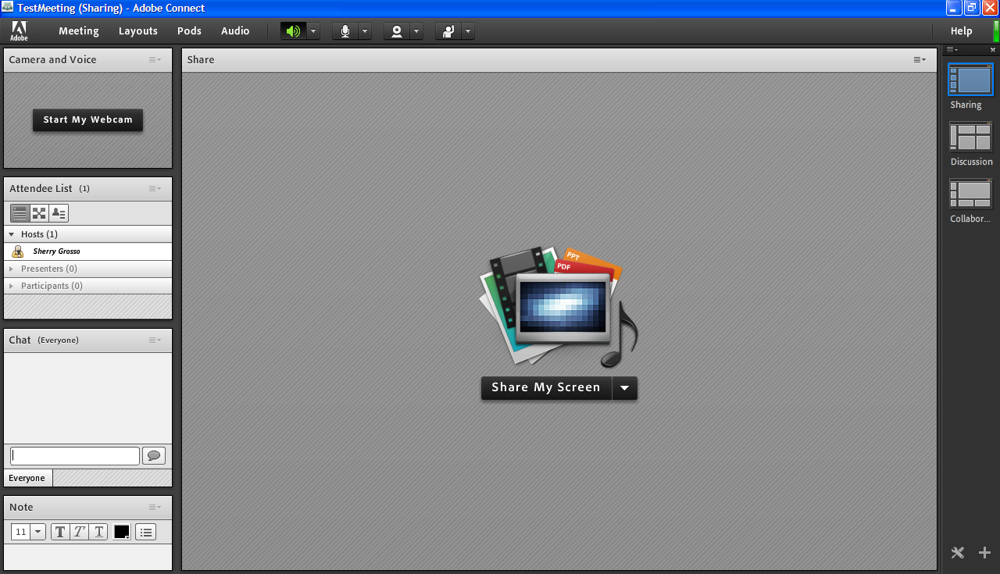 TestMeeting (Sharing) - Adobe Connect
Adobe
Meeting
Layouts
Pods
Audio
Help
Camera and Voice
Start My Webcam
Attendee List (1)
Hosts (1)
Sherry Grosso
Presenters (0)
Participants (0)
Chat (Everyone)
Everyone
Note
11
T T T
Share
PPT
PDF
Share My Screen
Sharing
Discussion
Collabor...